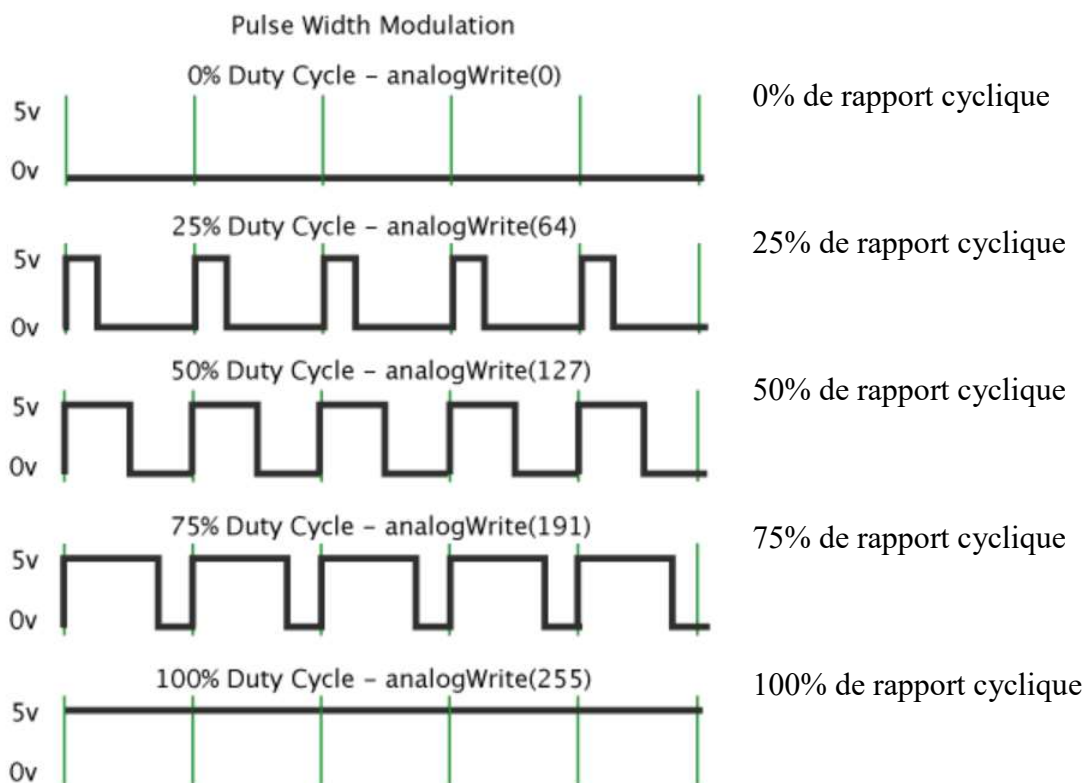 Pulse Width Modulation
0% Duty Cycle – analogWrite(0)
0% de rapport cyclique
5v
0v
25% Duty Cycle – analogWrite(64)
25% de rapport cyclique
5v
0v
50% Duty Cycle – analogWrite(127)
50% de rapport cyclique
5v
0v
75% Duty Cycle – analogWrite(191)
75% de rapport cyclique
5v
0v
100% Duty Cycle – analogWrite(255)
100% de rapport cyclique
5v
0v